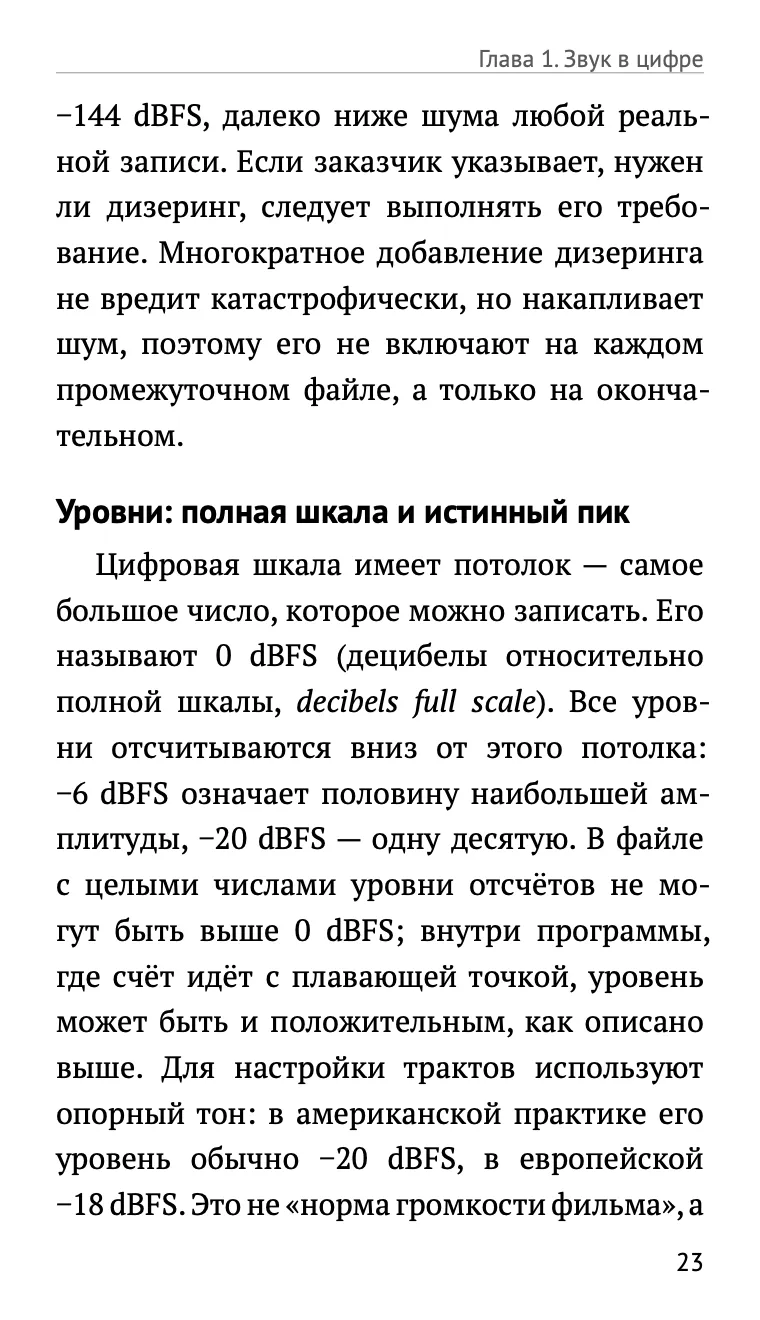 Глава 1. Звук в цифре
−144 dBFS, далеко ниже шума любой реаль-
ной записи. Если заказчик указывает, нужен
ли дизеринг, следует выполнять его требо-
вание. Многократное добавление дизеринга
не вредит катастрофически, но накапливает
шум, поэтому его не включают на каждом
промежуточном файле, а только на оконча-
тельном.
Уровни: полная шкала и истинный пик
Цифровая шкала имеет потолок — самое
большое число, которое можно записать. Его
называют 0 dBFS (децибелы относительно
полной шкалы, decibels full scale). Все уров-
ни отсчитываются вниз от этого потолка:
−6 dBFS означает половину наибольшей ам-
плитуды, −20 dBFS — одну десятую. В файле
с целыми числами уровни отсчётов не мо-
гут быть выше 0 dBFS; внутри программы,
где счёт идёт с плавающей точкой, уровень
может быть и положительным, как описано
выше. Для настройки трактов используют
опорный тон: в американской практике его
уровень обычно −20 dBFS, в европейской
−18 dBFS. Это не «норма громкости фильма», а
23